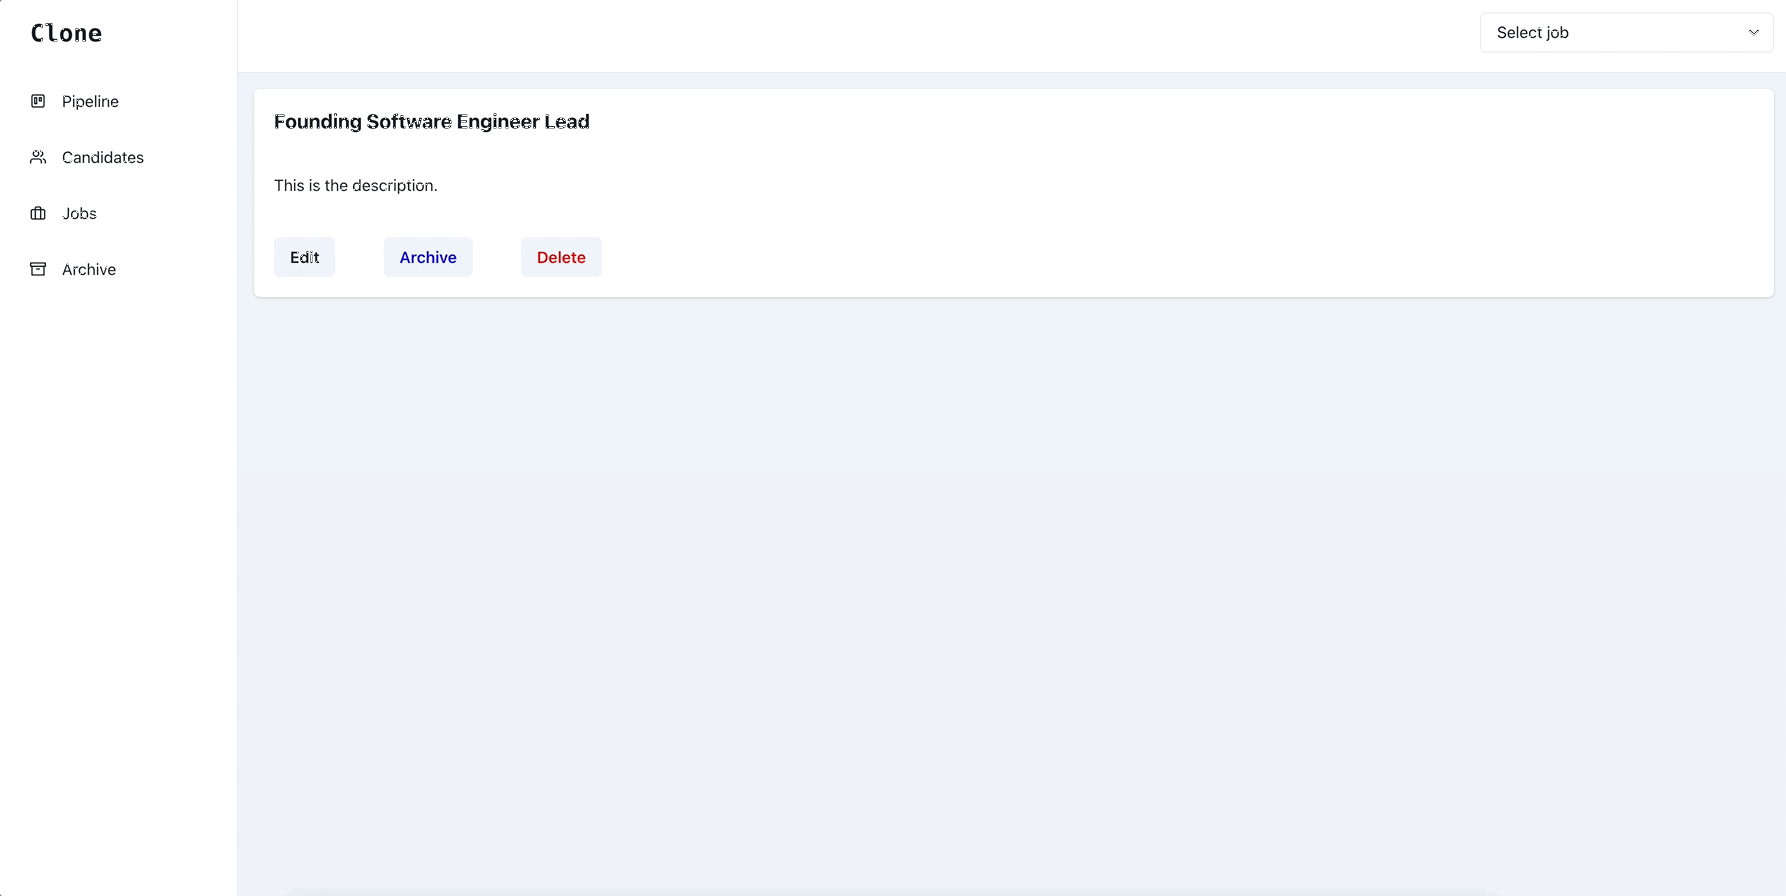 Clone
Select job
Pipeline
Candidates
Jobs
Archive
Founding Software Engineer Lead
This is the description.
Edit Archive Delete